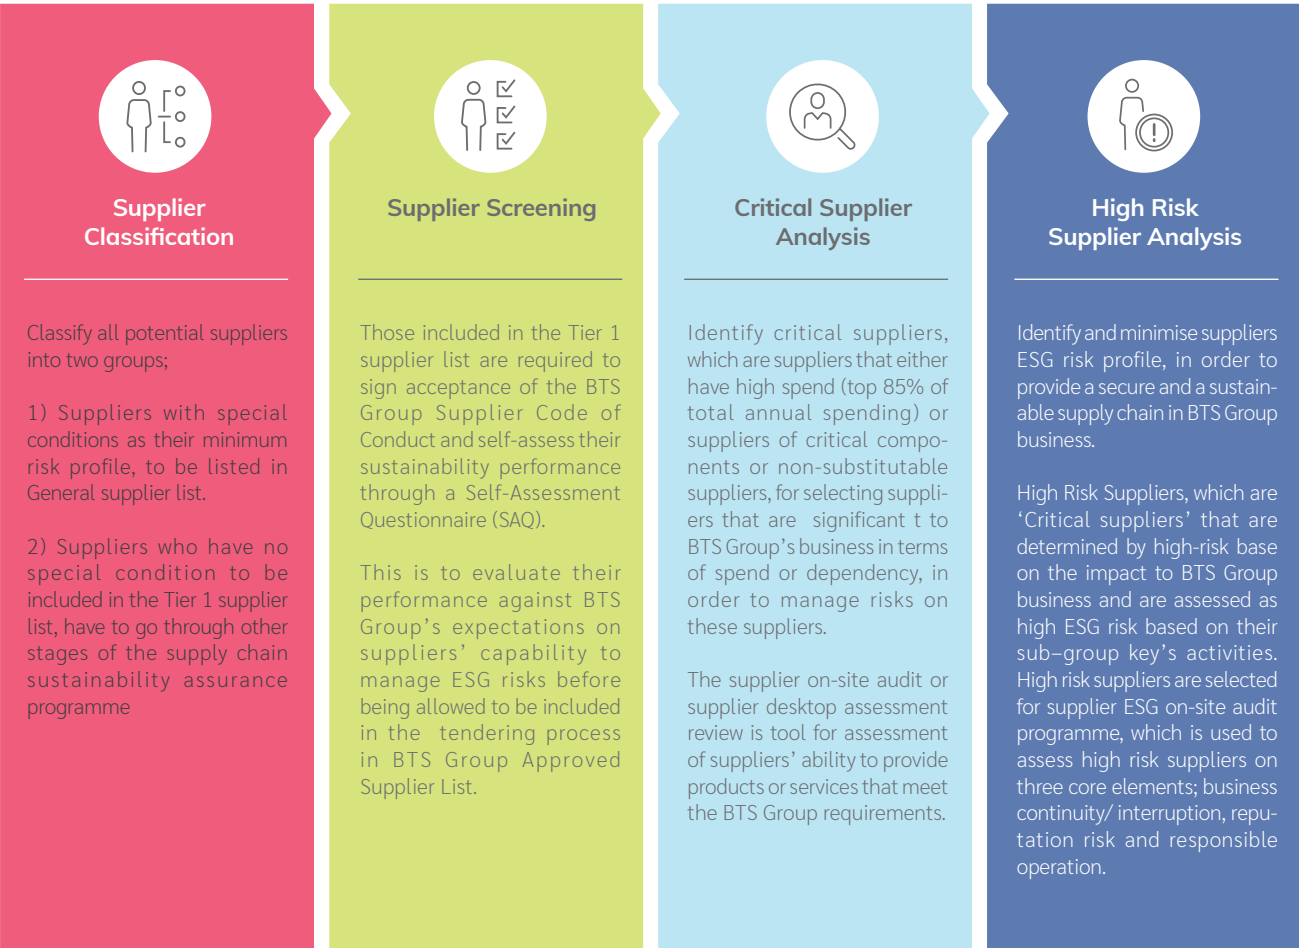 Supplier
Classification
Classify all potential suppliers
into two groups;
1) Suppliers with special
conditions as their minimum
risk profile, to be listed in
General supplier list.
2) Suppliers who have no
special condition to be
included in the Tier 1 supplier
list, have to go through other
stages of the supply chain
sustainability assurance
programme
Supplier Screening
Those included in the Tier 1
supplier list are required to
sign acceptance of the BTS
Group Supplier Code of
Conduct and self-assess their
sustainability performance
through a Self-Assessment
Questionnaire (SAQ).
This is to evaluate their
performance against BTS
Group's expectations on
suppliers' capability to
manage ESG risks before
being allowed to be included
in the tendering process
in BTS Group Approved
Supplier List.
Critical Supplier
Analysis
Identify critical suppliers,
which are suppliers that either
have high spend (top 85% of
total annual spending) or
suppliers of critical compo-
nents or non-substitutable
suppliers, for selecting suppli-
ers that are significant t to
BTS Group's business in terms
of spend or dependency, in
order to manage risks on
these suppliers.
The supplier on-site audit or
supplier desktop assessment
review is tool for assessment
of suppliers' ability to provide
products or services that meet
the BTS Group requirements.
High Risk
Supplier Analysis
Identify and minimise suppliers
ESG risk profile, in order to
provide a secure and a sustain-
able supply chain in BTS Group
business.
High Risk Suppliers, which are
'Critical suppliers' that are
determined by high-risk base
on the impact to BTS Group
business and are assessed as
high ESG risk based on their
sub–group key's activities.
High risk suppliers are selected
for supplier ESG on-site audit
programme, which is used to
assess high risk suppliers on
three core elements; business
continuity/ interruption, repu-
tation risk and responsible
operation.